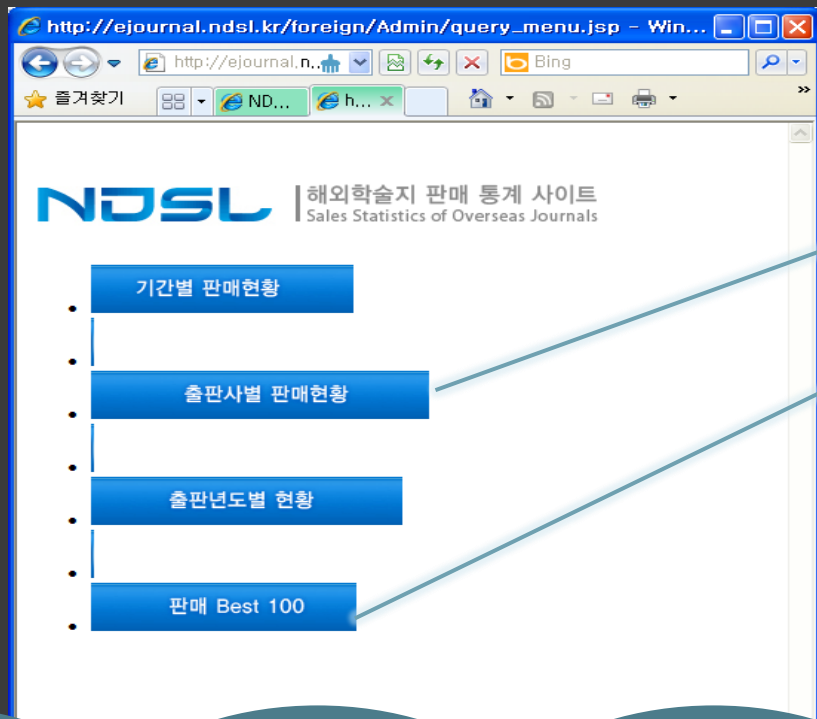 http://ejournal.ndsl.kr/foreign/Admin/query_menu.jsp - Win...
http://ejournal.n.. Bing
즐겨찾기 ND... h...
NDSL 해외학술지 판매 통계 사이트
Sales Statistics of Overseas Journals
기간별 판매현황
출판사별 판매현황
출판년도별 현황
판매 Best 100